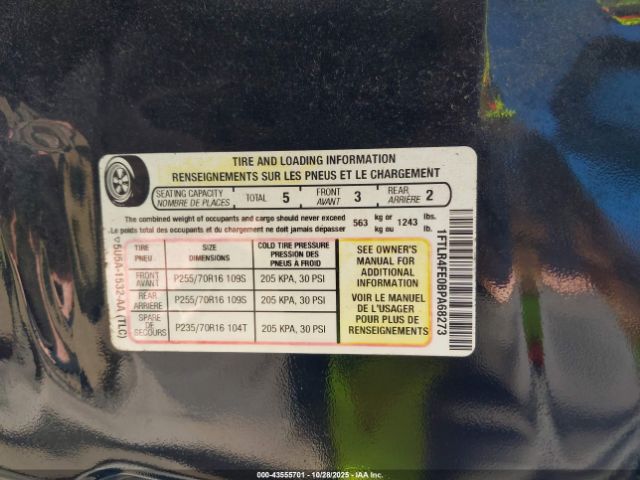 TIRE AND LOADING INFORMATION
RENSEIGNEMENTS SUR LES PNEUS ET LE CHARGEMENT
SEATING CAPACITY NOMBRE DE PLACES TOTAL 5 FRONT AVANT 3 REAR ARRIÈRE 2
The combined weight of occupants and cargo should never exceed 563 kg or 1243 lbs.
Le poids total des occupants et du chargement ne doit jamais dépasser kg ou lb.
TIRE PNEU SIZE DIMENSIONS COLD TIRE PRESSURE PRESSION DES PNEUS A FROID
FRONT AVANT P255/70R16 109S 205 KPA, 30 PSI
REAR ARRIERE P255/70R16 109S 205 KPA, 30 PSI
SPARE DE SECOURS P235/70R16 104T 205 KPA, 30 PSI
SEE OWNER'S
MANUAL FOR
ADDITIONAL
INFORMATION
VOIR LE MANUEL
DE L'USAGER
POUR PLUS DE
RENSEIGNEMENTS
5U5A-1532-AA (TLC)
1FTLR4FE0BPA68273
000-43555701 - 10/28/2025 - IAA Inc.